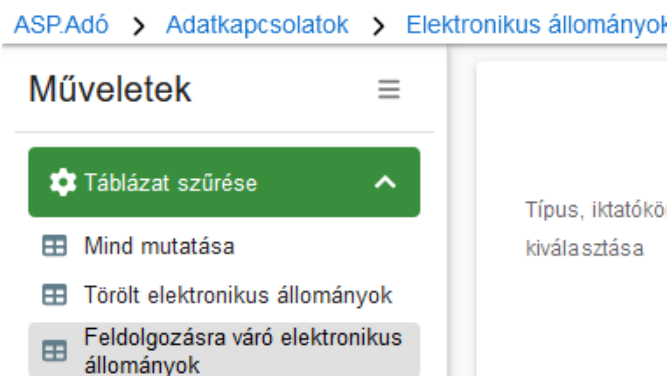 ASP.Adó > Adatkapcsolatok > Elektronikus állományok
Műveletek
Táblázat szűrése
Mind mutatása
Törölt elektronikus állományok
Feldolgozásra váró elektronikus
állományok
Típus,
kiválasztása